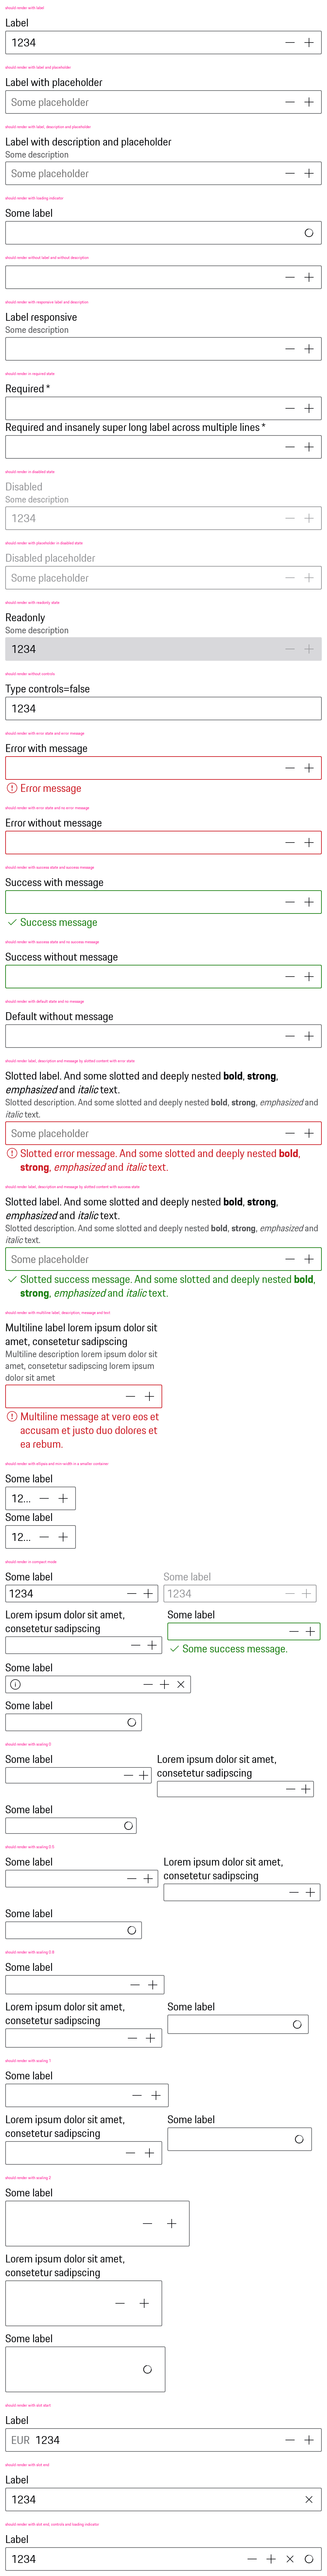 should render with label
Label
1234
should render with label and placeholder
Label with placeholder
Some placeholder
should render with label, description and placeholder
Label with description and placeholder
Some description
Some placeholder
should render with loading indicator
Some label
should render without label and without description
should render with responsive label and description
Label responsive
Some description
should render in required state
Required *
Required and insanely super long label across multiple lines *
should render in disabled state
Disabled
Some description
1234
should render with placeholder in disabled state
Disabled placeholder
Some placeholder
should render with readonly state
Readonly
Some description
1234
should render without controls
Type controls=false
1234
should render with error state and error message
Error with message
Error message
should render with error state and no error message
Error without message
should render with success state and success message
Success with message
Success message
should render with success state and no success message
Success without message
should render with default state and no message
Default without message
should render label, description and message by slotted content with error state
Slotted label. And some slotted and deeply nested bold, strong,
emphasized and italic text.
Slotted description. And some slotted and deeply nested bold, strong, emphasized and
italic text.
Some placeholder
Slotted error message. And some slotted and deeply nested bold,
strong, emphasized and italic text.
should render label, description and message by slotted content with success state
Slotted label. And some slotted and deeply nested bold, strong,
emphasized and italic text.
Slotted description. And some slotted and deeply nested bold, strong, emphasized and
italic text.
Some placeholder
Slotted success message. And some slotted and deeply nested bold,
strong, emphasized and italic text.
should render with multiline label, description, message and text
Multiline label lorem ipsum dolor sit
amet, consetetur sadipscing
Multiline description lorem ipsum dolor sit
amet, consetetur sadipscing lorem ipsum
dolor sit amet
Multiline message at vero eos et
accusam et justo duo dolores et
ea rebum.
should render with ellipsis and min width in a smaller container
Some label
12...
Some label
12...
should render in compact mode
Some label Some label
1234 1234
Lorem ipsum dolor sit amet, Some label
consetetur sadipscing
Some success message.
Some label
Some label
should render with scaling 0
Some label Lorem ipsum dolor sit amet,
consetetur sadipscing
Some label
should render with scaling 0.5
Some label Lorem ipsum dolor sit amet,
consetetur sadipscing
Some label
should render with scaling 0.8
Some label
Lorem ipsum dolor sit amet, Some label
consetetur sadipscing
should render with scaling 1
Some label
Lorem ipsum dolor sit amet, Some label
consetetur sadipscing
Some label
Lorem ipsum dolor sit amet,
consetetur sadipscing
Some label
should render with slot start
Label
EUR 1234
should render with slot end
Label
1234
should render with slot end, controls and loading indicator
Label
1234